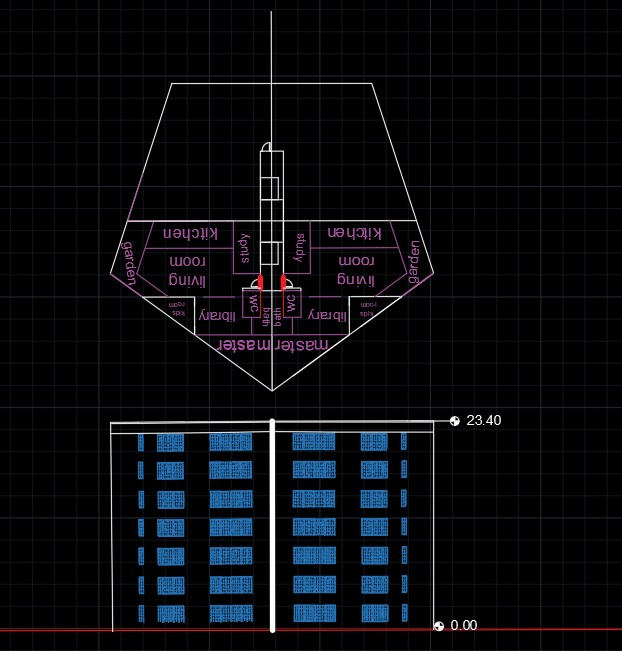 kitchen
study
study
kitchen
garden
living
room
living
room
garden
kids
room
library
WC
bath
bath
WC
library
kids
room
master
master
23.40
0.00